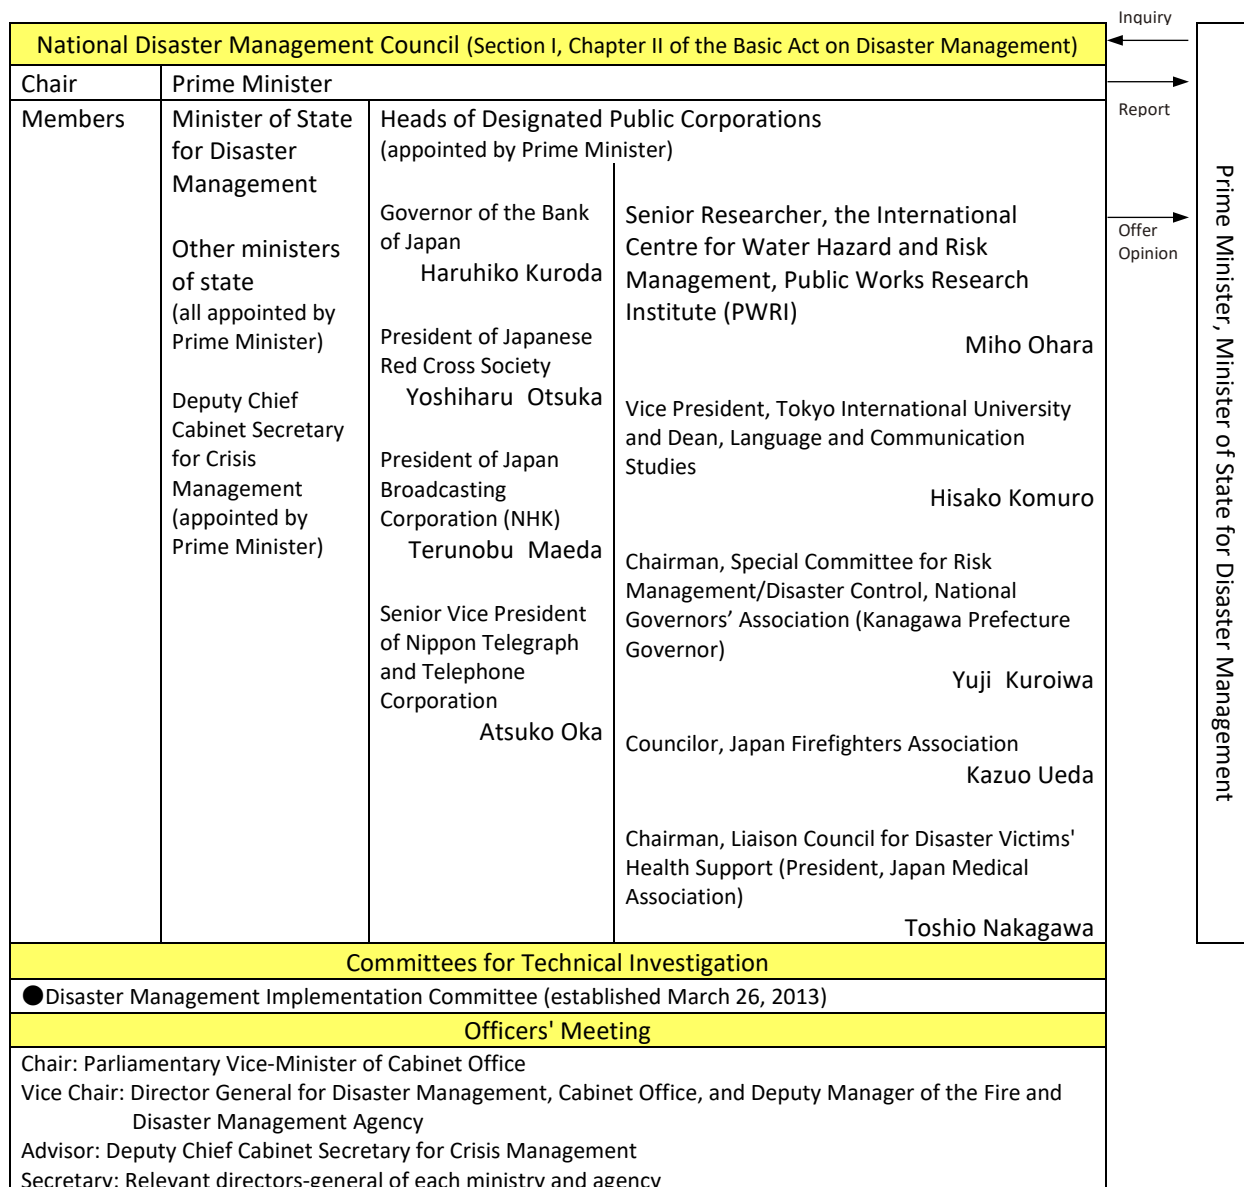 National Disaster Management Council (Section I, Chapter II of the Basic Act on Disaster Management)
Chair
Prime Minister
Members
Minister of State
for Disaster
Management
Other ministers
of state
(all appointed by
Prime Minister)
Deputy Chief
Cabinet Secretary
for Crisis
Management
(appointed by
Prime Minister)
Heads of Designated Public Corporations
(appointed by Prime Minister)
Governor of the Bank
of Japan
Haruhiko Kuroda
President of Japanese
Red Cross Society
Yoshiharu Otsuka
President of Japan
Broadcasting
Corporation (NHK)
Terunobu Maeda
Senior Vice President
of Nippon Telegraph
and Telephone
Corporation
Atsuko Oka
Senior Researcher, the International
Centre for Water Hazard and Risk
Management, Public Works Research
Institute (PWRI)
Miho Ohara
Vice President, Tokyo International University
and Dean, Language and Communication
Studies
Hisako Komuro
Chairman, Special Committee for Risk
Management/Disaster Control, National
Governors’ Association (Kanagawa Prefecture
Governor)
Yuji Kuroiwa
Councilor, Japan Firefighters Association
Kazuo Ueda
Chairman, Liaison Council for Disaster Victims'
Health Support (President, Japan Medical
Association)
Toshio Nakagawa
Inquiry
Report
Offer
Opinion
Prime Minister, Minister of State for Disaster Management
Committees for Technical Investigation
●Disaster Management Implementation Committee (established March 26, 2013)
Officers' Meeting
Chair: Parliamentary Vice-Minister of Cabinet Office
Vice Chair: Director General for Disaster Management, Cabinet Office, and Deputy Manager of the Fire and
Disaster Management Agency
Advisor: Deputy Chief Cabinet Secretary for Crisis Management
Secretary: Relevant directors-general of each ministry and agency